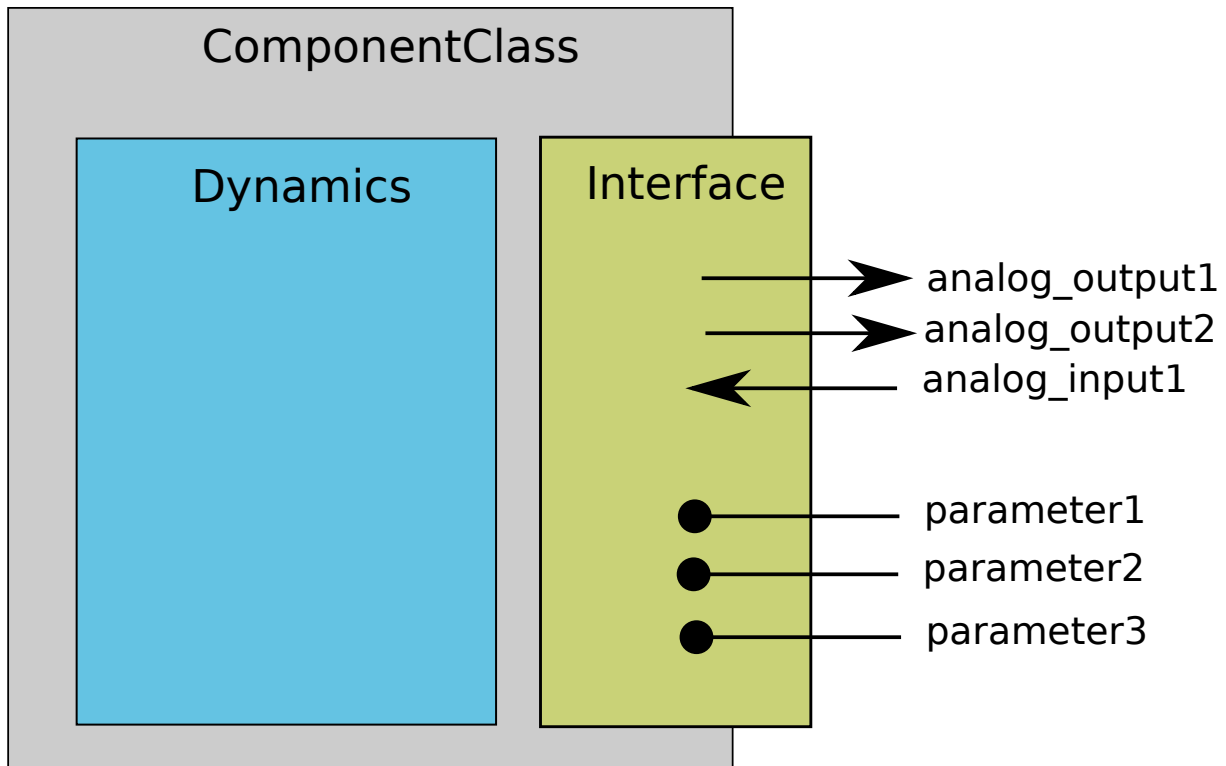 ComponentClass
Dynamics
Interface
analog_output1
analog_output2
analog_input1
parameter1
parameter2
parameter3